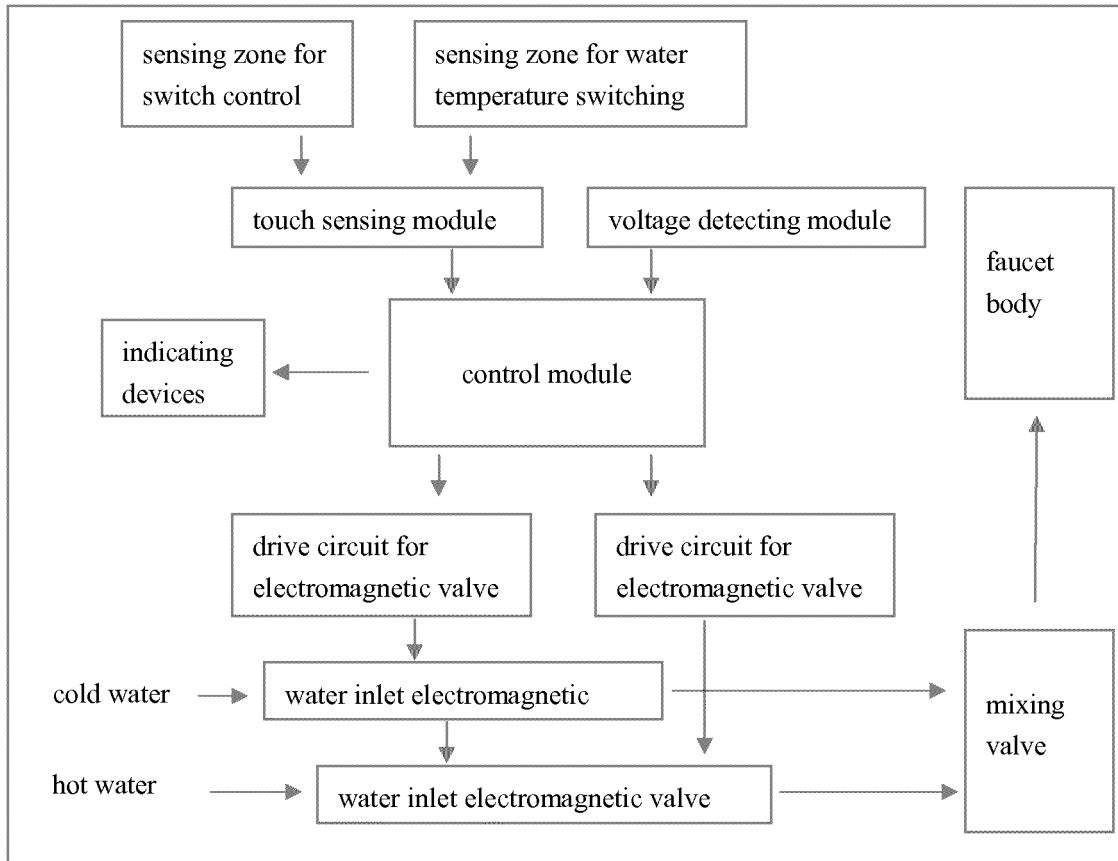 sensing zone for
switch control
sensing zone for water
temperature switching
touch sensing module
voltage detecting module
faucet
body
indicating
devices
control module
drive circuit for
electromagnetic valve
drive circuit for
electromagnetic valve
cold water
water inlet electromagnetic
mixing
valve
hot water
water inlet electromagnetic valve